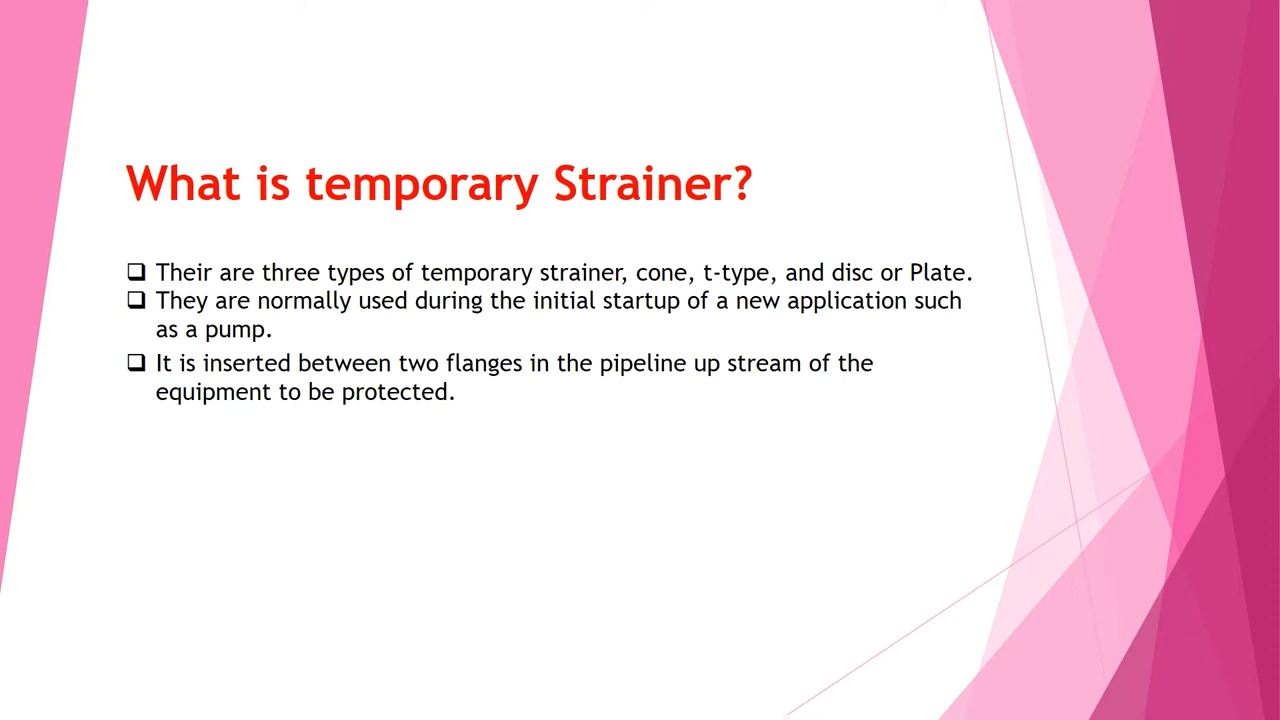 What is temporary Strainer?
❑ Their are three types of temporary strainer, cone, t-type, and disc or Plate.
❑ They are normally used during the initial startup of a new application such
as a pump.
❑ It is inserted between two flanges in the pipeline up stream of the
equipment to be protected.